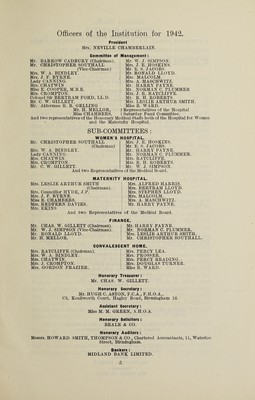 Officers of the Institution for 1942.
President
Mrs. NEVILLE CHAMBERLAIN.
Committee of Management:
Mr. BARROW CADBURY (Chairman).
Mr. CHRISTOPHER SOUTHALL
(Vice-Chairman)
Mrs. W. A. BINDLEY.
Mrs. J. F. BYRNE.
Lady CANNING.
Mrs. CHATWIN
Miss E. COOPER, M.B.E.
Mrs. CROMPTON.
Colonel Sir BERTRAM FORD, LL.D.
Mr. C. W. GILLETT
Mr. Alderman G. E. GELLING
Mr. H. MELLOR,
Miss CHAMBERS,
Mr. W. J. SIMPSON.
Mr. J. E. HOSKINS.
Mr. E. S. JACOBS.
Mr. RONALD LLOYD.
Mrs. MALCOLM
Mrs. A. MASCHWITZ.
Mr. HARRY PAYNE.
Mr. NORMAN C. PLUMMER.
Mr. J. E. RATCLIFFE.
Mr. B. H. ROBERTS.
Mrs. LESLIE ARTHUR SMITH.
Miss E. WARD.
Representatives of the Hospital
Saturday Fund Committee.
And two representatives of the Honorary Medical Staffs both of the Hospital for Women
and the Maternity Hospital.
SUB-COMMITTEES:
WOMEN'S HOSPITAL.
Mr. CHRISTOPHER SOUTHALL
(Chairman)
Mrs. W. A. BINDLEY.
Lady CANNING.
Mrs. CHATWIN.
Mrs. CROMPTON.
Mr. C. W. GILLETT.
Mr. J. E. HOSKINS.
Mr. E. S. JACOBS.
Mr. HARRY PAYNE.
Mr. NORMAN C. PLUMMER.
Mrs. RATCLIFFE.
Mr. B. H. ROBERTS.
Mr. W. J. SIMPSON.
And two Representatives of the Medical Board.
MATERNITY HOSPITAL.
Mrs. LESLIE ARTHUR SMITH
(Chairman).
Mrs. Councillor HYDE, J.P.
Mrs. J. F. BYRNE.
Miss E. CHAMBERS.
Mrs. REDFERN DAVIES.
Mrs. EKINS
Mrs. ALFRED HARRIS.
Mrs. BERTRAM LLOYD.
Mrs. STEPHEN LLOYD.
Mrs. MALCOLM.
Mrs. A. MASCHWITZ.
Mr. HARRY PAYNE.
And two Representatives of the Medical Board.
FINANCE.
Mr. CHAS. W. GILLETT (Chairman).
Mr. W. J. SIMPSON (Vice-Chairman).
Mr. RONALD LLOYD.
Mr. H. MELLOR.
Mr. HARRY PAYNE.
Mr. NORMAN C. PLUMMER.
Mrs. LESLIE ARTHUR SMITH.
Mr. CHRISTOPHER SOUTHALL.
CONVALESCENT HOME.
Mrs. RATCLIFFE (Chairman).
Mrs. W. A. BINDLEY.
Mrs. CHATWIN.
Mrs. J. CROMPTON.
Mrs. GORDON FRAZIER.
Mrs. PERCY LEA.
Mrs. PROSSER.
Mrs. PERCY READING.
Mrs. DOUGLAS TURNER.
Miss E. WARD.
Honorary Treasurer:
Mr. CHAS. W. GILLETT.
Honorary Secretary:
Mr. HUGH C. ASTON, F.C.A., F.H.O.A.,
C3, Kenilworth Court, Hagley Road, Birmingham 16
Assistant Secretary:
Miss M. M. GREEN, A.H.O.A.
Honorary Solicitors:
BEALE & CO.
Honorary Auditors:
Messrs. HOWARD SMITH, THOMPSON & CO., Chartered Accountants, 11, Waterloo
Street, Birmingham.
Bankers:
MIDLAND BANK LIMITED.